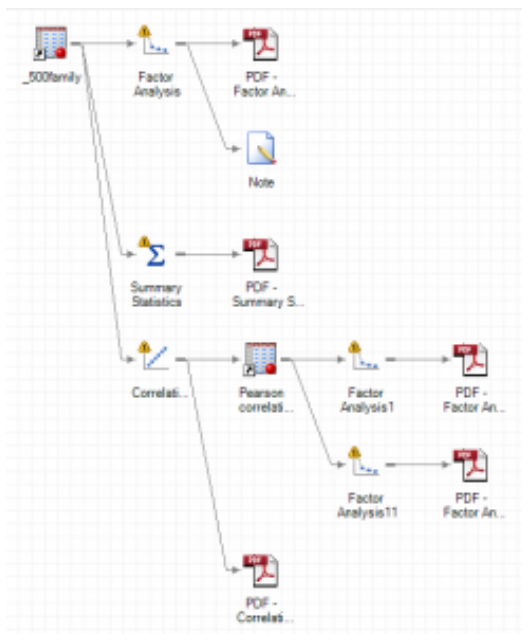 _500family
Factor
Analysis
PDF -
Factor An...
Note
Summary
Statistics
PDF -
Summary S...
Correlati...
Pearson
correlati...
Factor
Analysis1
PDF -
Factor An...
Factor
Analysis11
PDF -
Factor An...
PDF -
Correlati...